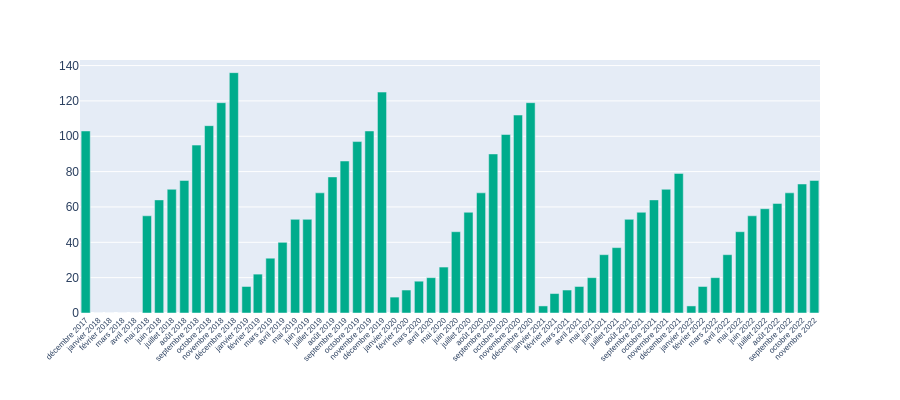 140
120
100
80
60
40
20
0
décembre 2017
janvier 2018
février 2018
mars 2018
avril 2018
mai 2018
juin 2018
juillet 2018
août 2018
septembre 2018
octobre 2018
novembre 2018
décembre 2018
janvier 2019
février 2019
mars 2019
avril 2019
mai 2019
juin 2019
juillet 2019
août 2019
septembre 2019
octobre 2019
novembre 2019
décembre 2019
janvier 2020
février 2020
mars 2020
avril 2020
mai 2020
juin 2020
juillet 2020
août 2020
septembre 2020
octobre 2020
novembre 2020
décembre 2020
janvier 2021
février 2021
mars 2021
avril 2021
mai 2021
juin 2021
juillet 2021
août 2021
septembre 2021
octobre 2021
novembre 2021
décembre 2021
janvier 2022
février 2022
mars 2022
avril 2022
mai 2022
juin 2022
juillet 2022
août 2022
septembre 2022
octobre 2022
novembre 2022